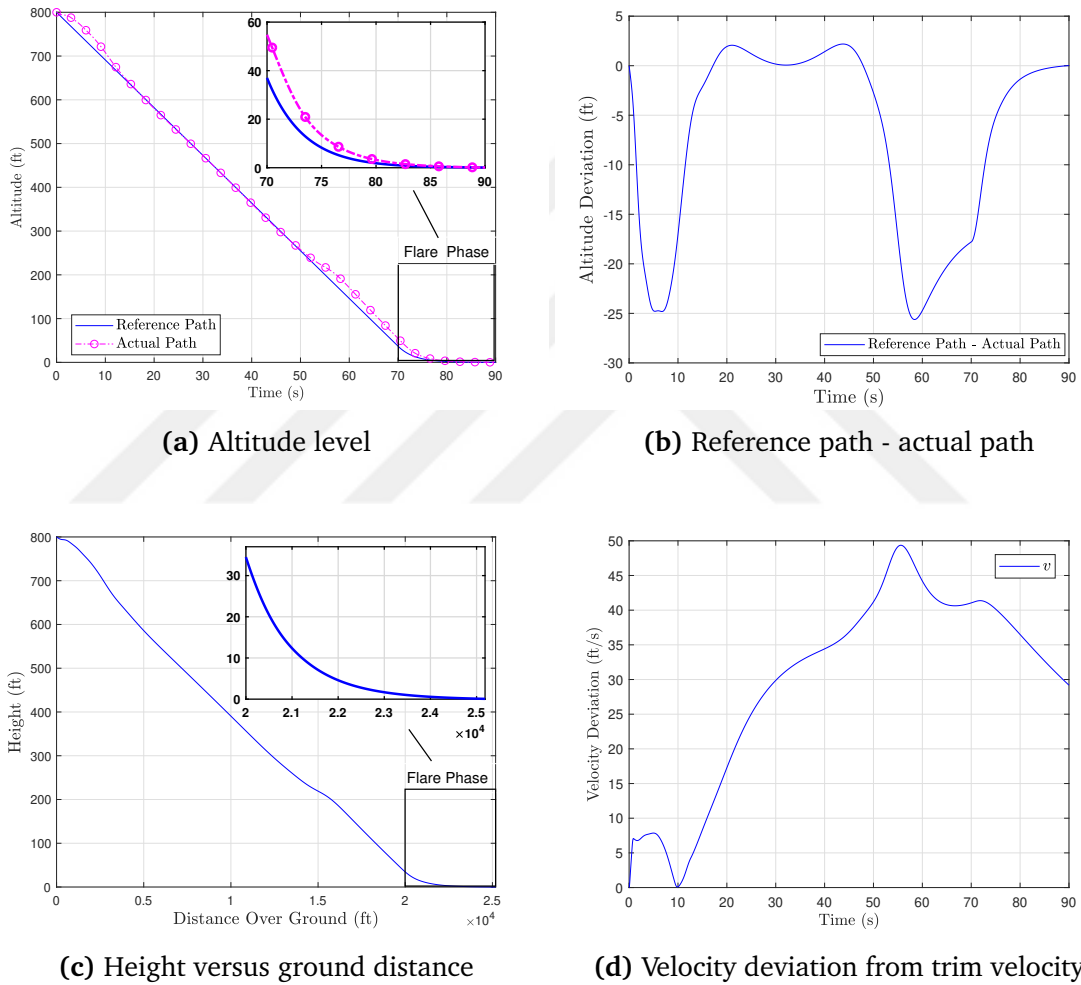 800
700
600
500
400
300
200
100
0
Altitude (ft)
60
40
20
0
70 75 80 85 90
Flare Phase
Reference Path
Actual Path
0 10 20 30 40 50 60 70 80 90
Time (s)
(a) Altitude level
5
0
-5
-10
-15
-20
-25
-30
Altitude Deviation (ft)
Reference Path - Actual Path
0 10 20 30 40 50 60 70 80 90
Time (s)
(b) Reference path - actual path
800
700
600
500
400
300
200
100
0
Height (ft)
30
20
10
0
2 2.1 2.2 2.3 2.4 2.5
×10⁴
Flare Phase
0 0.5 1 1.5 2 2.5
Distance Over Ground (ft)
×10⁴
(c) Height versus ground distance
50
45
40
35
30
25
20
15
10
5
0
Velocity Deviation (ft/s)
v
0 10 20 30 40 50 60 70 80 90
Time (s)
(d) Velocity deviation from trim velocity